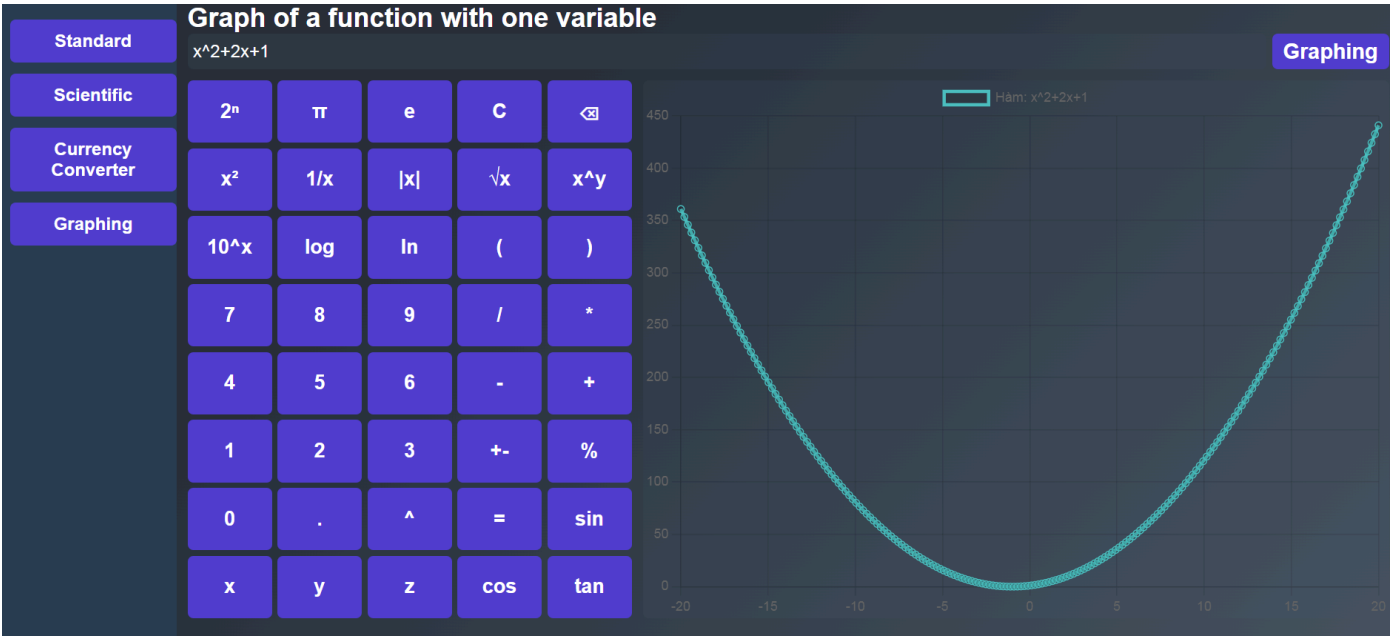 Graph of a function with one variable
Standard
Scientific
Currency
Converter
Graphing
x^2+2x+1
Graphing
2ⁿ π e C ⌫
x² 1/x |x| √x x^y
10^x log ln ( )
7 8 9 / *
4 5 6 - +
1 2 3 +- %
0 . ^ = sin
x y z cos tan
Hàm: x^2+2x+1
450
400
350
300
250
200
150
100
50
0
-20 -15 -10 -5 0 5 10 15 20